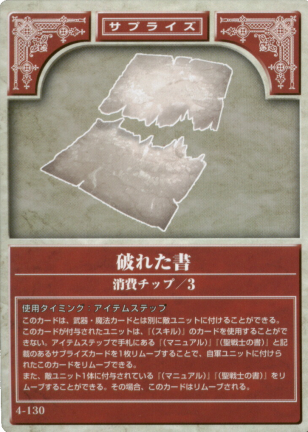 サプライズ
破れた書
消費チップ／3
使用タイミング：アイテムステップ
このカードは、武器・魔法カードとは別に敵ユニットに付けることができる。
このカードが付与されたユニットは、「《スキル》」のカードを使用することがで
きない。アイテムステップで手札にある「《マニュアル》」「《聖戦士の書》」と記
載のあるサプライズカードを1枚リムーブすることで、自軍ユニットに付けら
れたこのカードをリムーブできる。
また、敵ユニット1体に付与されている「《マニュアル》」「《聖戦士の書》」をリ
ムーブすることができる。その場合、このカードはリムーブされる。
4-130